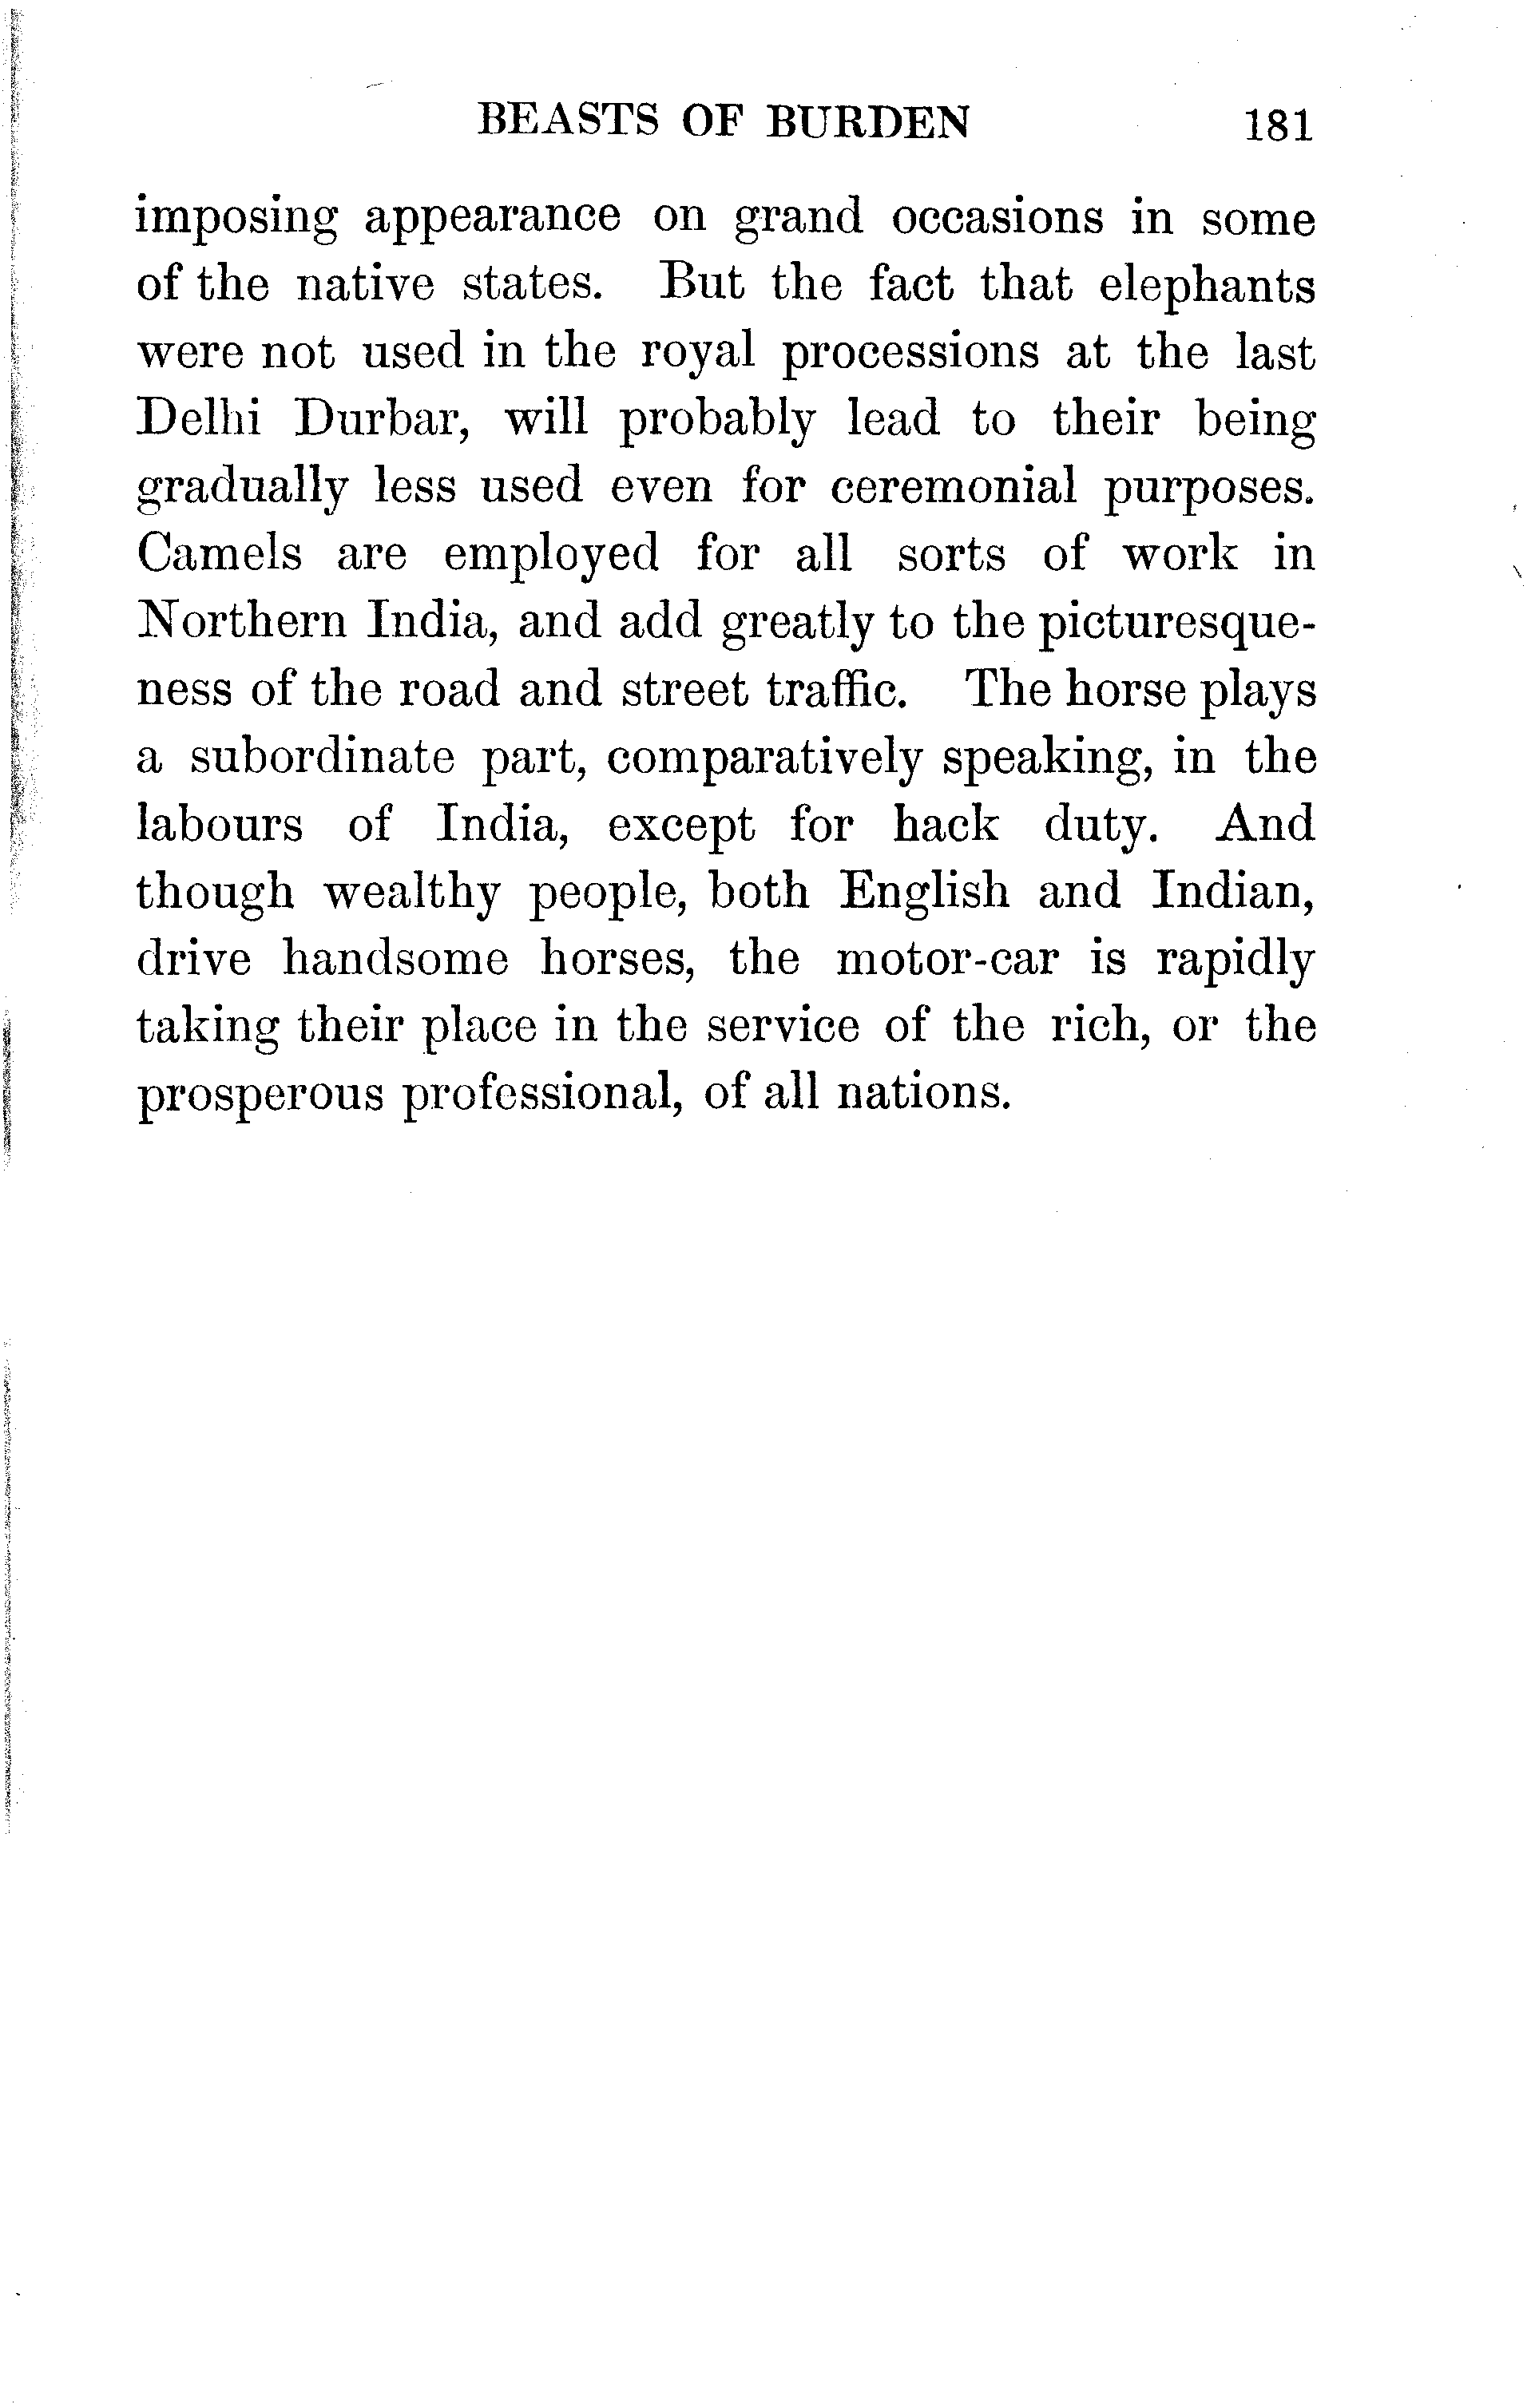 BEASTS OF BURDEN 181
imposing appearance on grand occasions in some
of the native states. But the fact that elephants
were not used in the royal processions at the last
Delhi Durbar, will probably lead to their being
gradually less used even for ceremonial purposes.
Camels are employed for all sorts of work in
Northern India, and add greatly to the picturesque-
ness of the road and street traffic. The horse plays
a subordinate part, comparatively speaking, in the
labours of India, except for hack duty. And
though wealthy people, both English and Indian,
drive handsome horses, the motor-car is rapidly
taking their place in the service of the rich, or the
prosperous professional, of all nations.